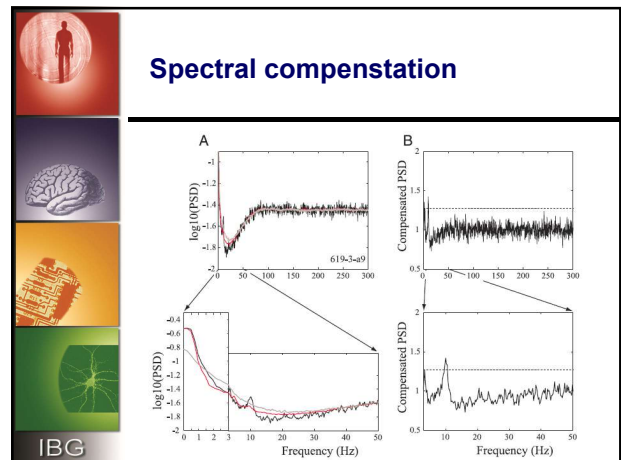 Spectral compenstation
A
B
-1
-1.2
-1.4
-1.6
-1.8
-2
log10(PSD)
619-3-a9
0 50 100 150 200 250 300
2
1.5
1
0.5
Compensated PSD
0 50 100 150 200 250 300
-0.4
-0.6
-0.8
-1
-1.2
-1.4
-1.6
-1.8
-2
log10(PSD)
0 1 2 3 10 20 30 40 50
Frequency (Hz)
2
1.5
1
0.5
Compensated PSD
10 20 30 40 50
Frequency (Hz)
IBG